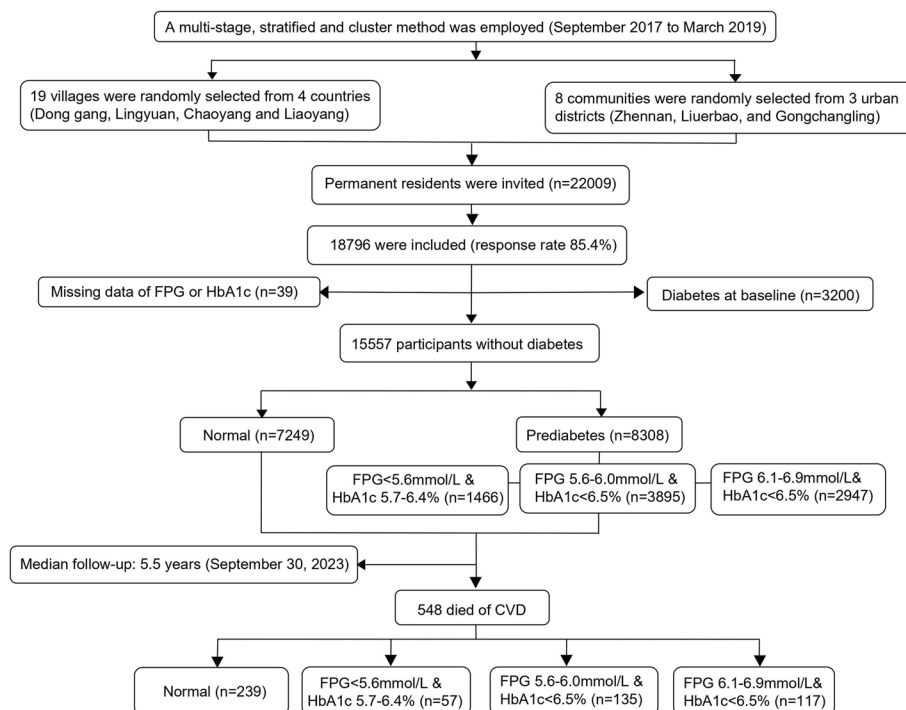 A multi-stage, stratified and cluster method was employed (September 2017 to March 2019)
19 villages were randomly selected from 4 countries
(Dong gang, Lingyuan, Chaoyang and Liaoyang)
8 communities were randomly selected from 3 urban
districts (Zhennan, Liuerbao, and Gongchangling)
Permanent residents were invited (n=22009)
18796 were included (response rate 85.4%)
Missing data of FPG or HbA1c (n=39)
Diabetes at baseline (n=3200)
15557 participants without diabetes
Normal (n=7249)
Prediabetes (n=8308)
FPG<5.6mmol/L &
HbA1c 5.7-6.4% (n=1466)
FPG 5.6-6.0mmol/L &
HbA1c<6.5% (n=3895)
FPG 6.1-6.9mmol/L &
HbA1c<6.5% (n=2947)
Median follow-up: 5.5 years (September 30, 2023)
548 died of CVD
Normal (n=239)
FPG<5.6mmol/L &
HbA1c 5.7-6.4% (n=57)
FPG 5.6-6.0mmol/L &
HbA1c<6.5% (n=135)
FPG 6.1-6.9mmol/L&
HbA1c<6.5% (n=117)